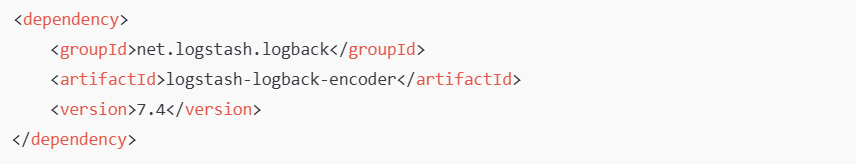 <dependency>
    <groupId>net.logstash.logback</groupId>
    <artifactId>logstash-logback-encoder</artifactId>
    <version>7.4</version>
</dependency>